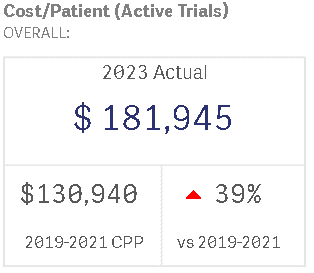 Cost/Patient (Active Trials)
OVERALL:
2023 Actual
$ 181,945
$130,940
39%
2019-2021 CPP
vs 2019-2021